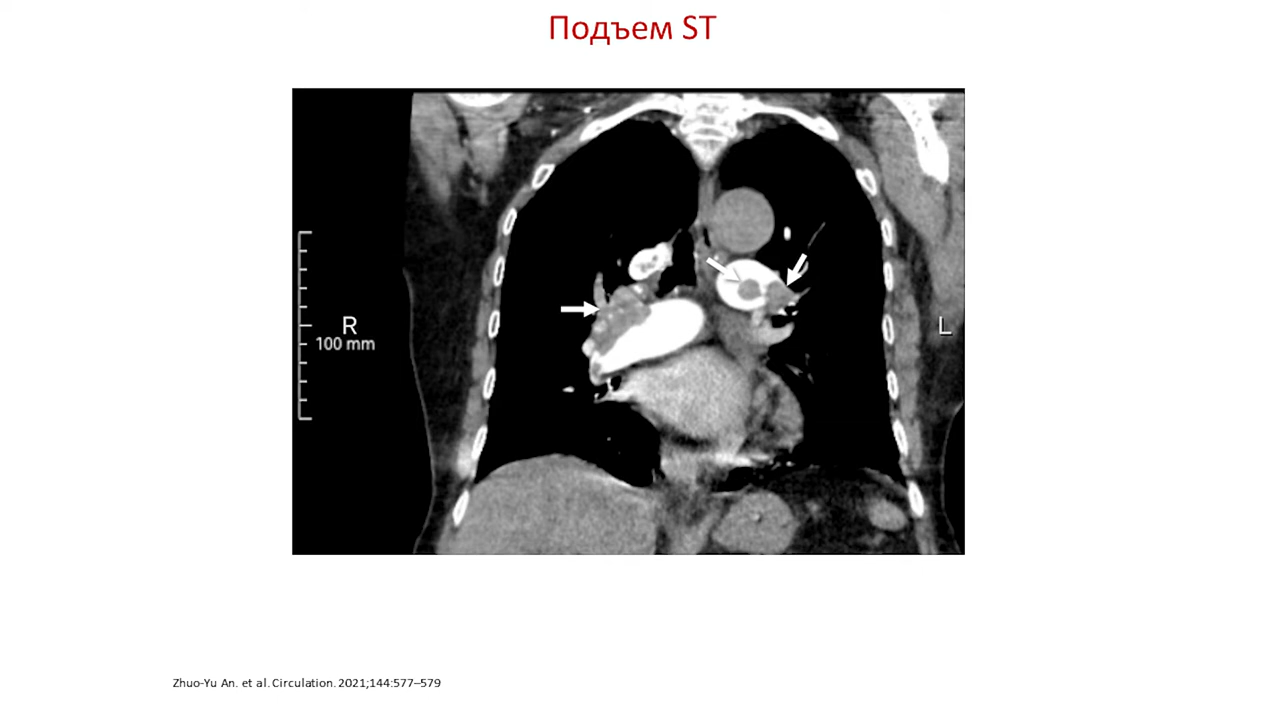 Подъем ST
R
100 mm
L
Zhuo-Yu An. et al. Circulation. 2021;144:577–579